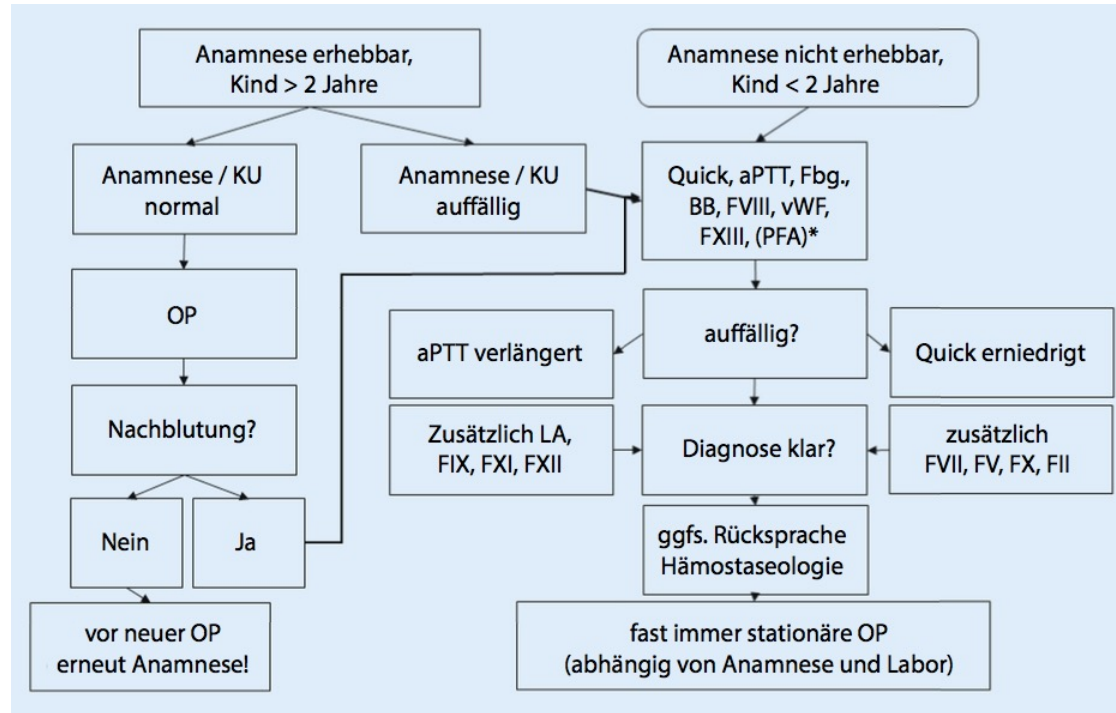 Anamnese erhebbar,
Kind > 2 Jahre
Anamnese nicht erhebbar,
Kind < 2 Jahre
Anamnese / KU
normal
Anamnese / KU
auffällig
Quick, aPTT, Fbg.,
BB, FVIII, vWF,
FXIII, (PFA)*
OP
aPTT verlängert
auffällig?
Quick erniedrigt
Nachblutung?
Zusätzlich LA,
FIX, FXI, FXII
Diagnose klar?
zusätzlich
FVII, FV, FX, FII
Nein
Ja
ggfs. Rücksprache
Hämostaseologie
vor neuer OP
erneut Anamnese!
fast immer stationäre OP
(abhängig von Anamnese und Labor)